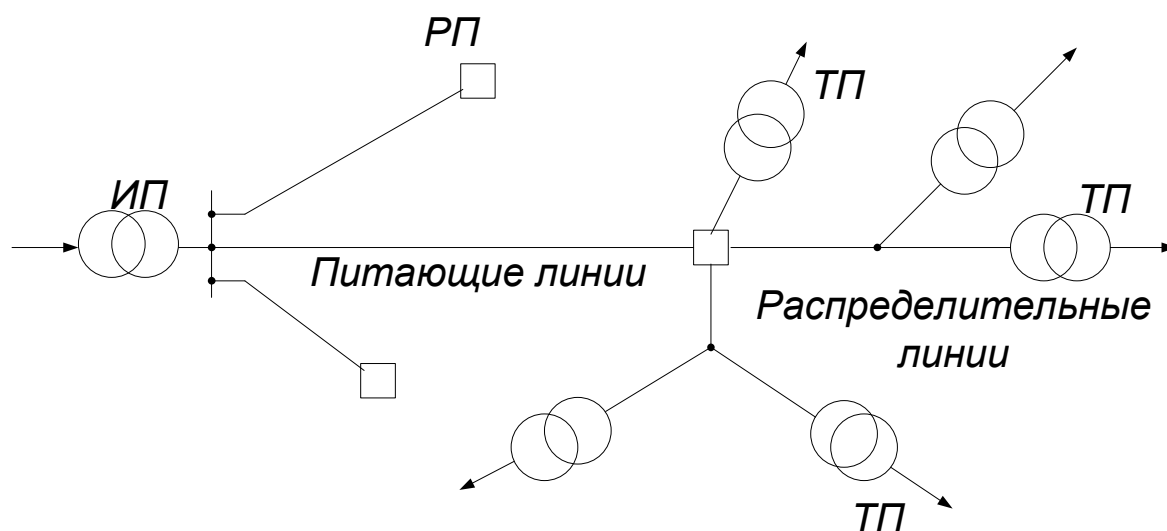 РП
ТП
ИП
ТП
Питающие линии
Распределительные
линии
ТП